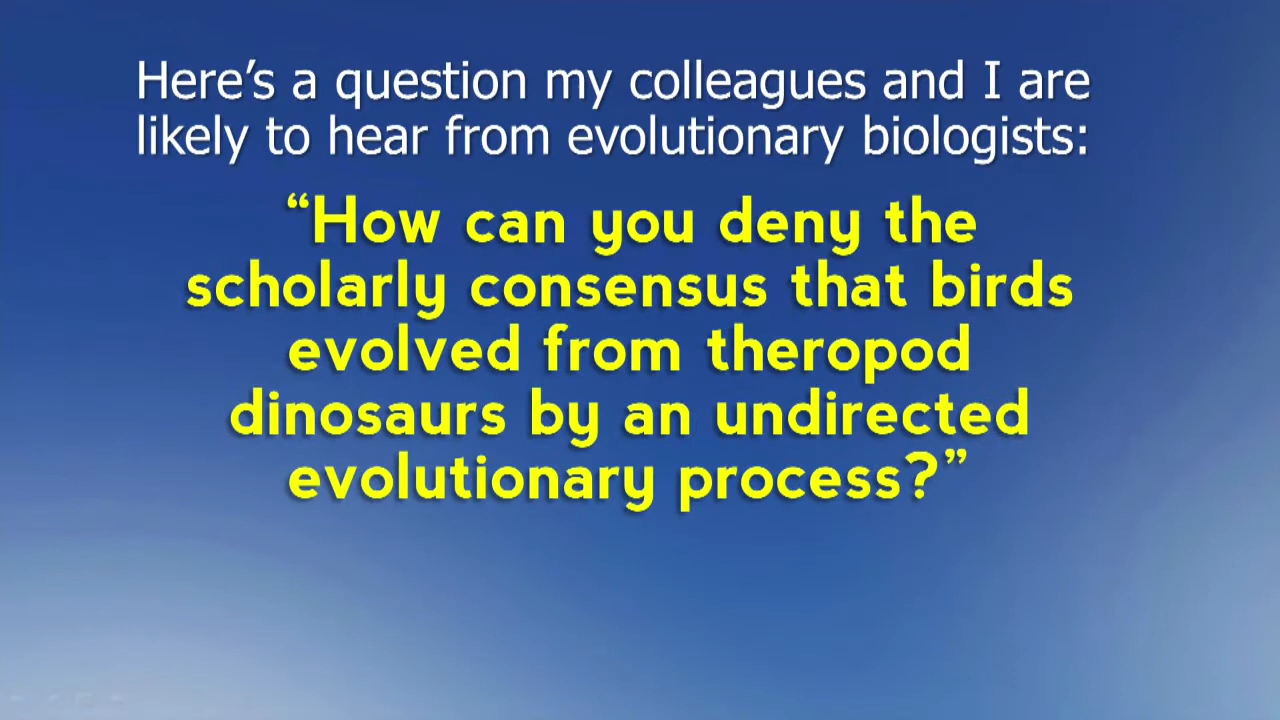 Here’s a question my colleagues and I are
likely to hear from evolutionary biologists:
“How can you deny the
scholarly consensus that birds
evolved from theropod
dinosaurs by an undirected
evolutionary process?”